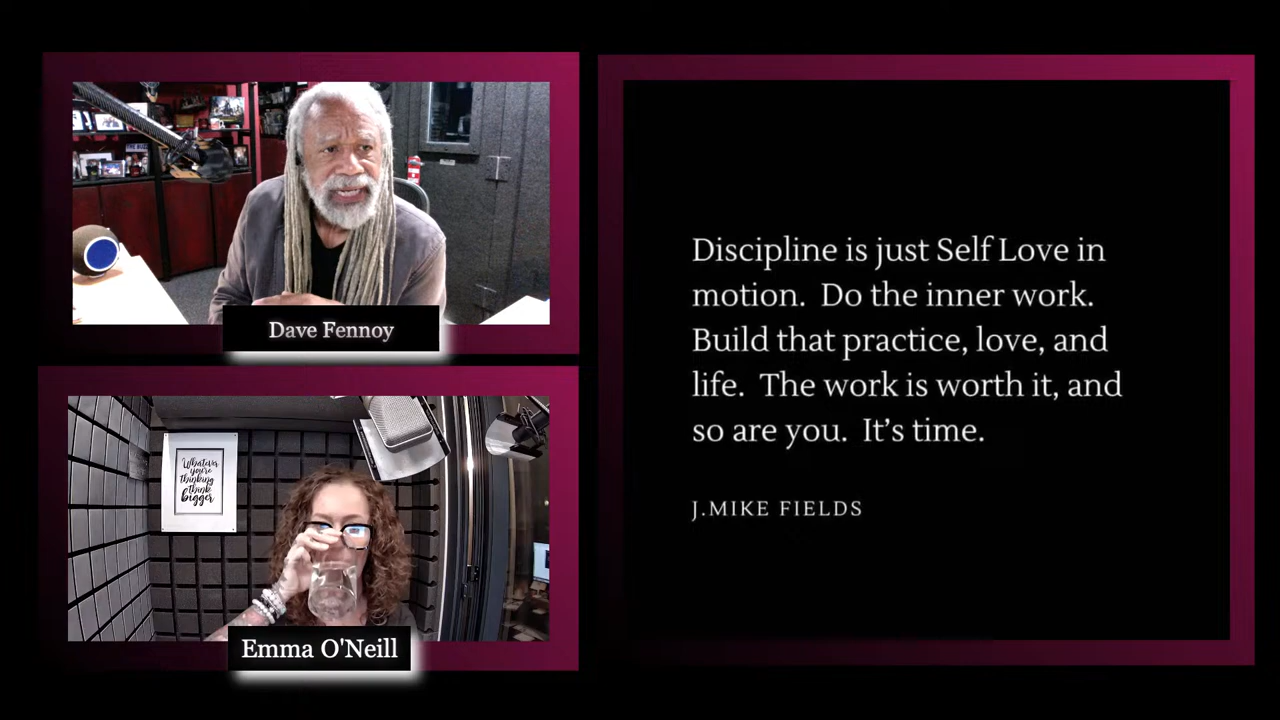 Dave Fennoy
Whatever
you're
thinking
think
bigger
Emma O'Neill
Discipline is just Self Love in
motion.  Do the inner work.
Build that practice, love, and
life.  The work is worth it, and
so are you.  It's time.
J.MIKE FIELDS